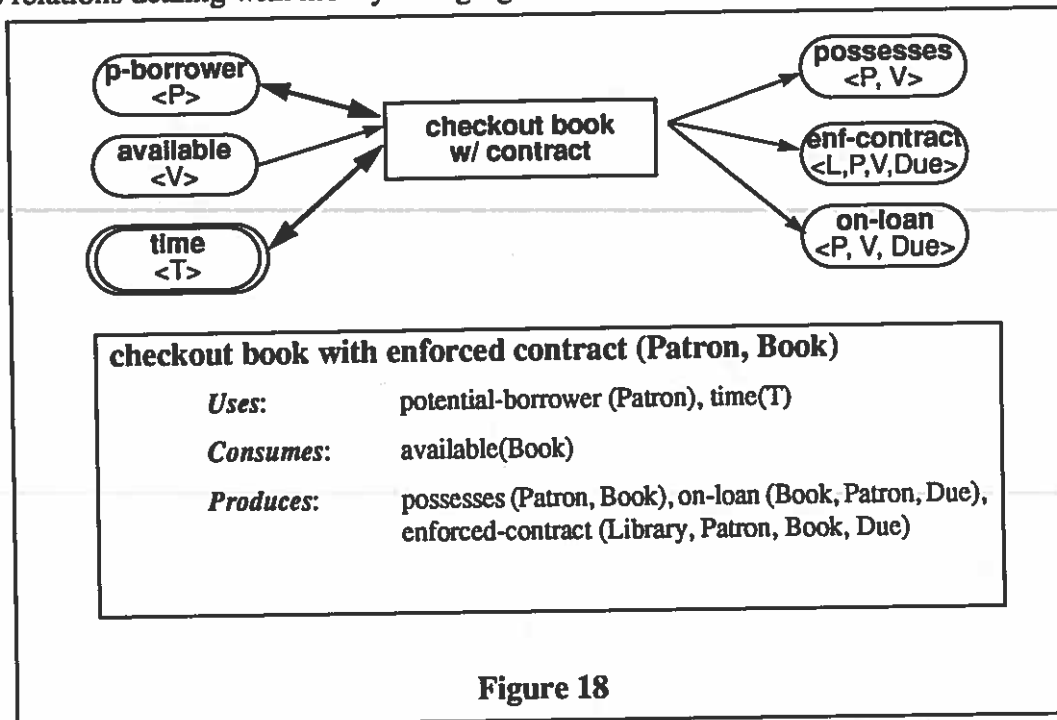 p-borrower
<P>
available
<V>
time
<T>
checkout book
w/ contract
possesses
<P, V>
enf-contract
<L,P,V,Due>
on-loan
<P, V, Due>
checkout book with enforced contract (Patron, Book)
Uses: potential-borrower (Patron), time(T)
Consumes: available(Book)
Produces: possesses (Patron, Book), on-loan (Book, Patron, Due),
enforced-contract (Library, Patron, Book, Due)
Figure 18